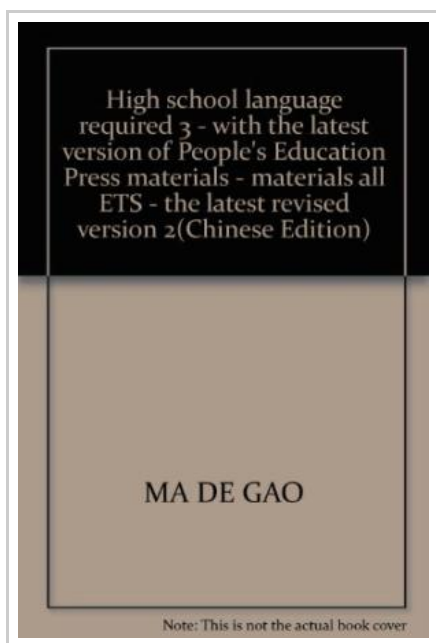 High school language
required 3 - with the latest
version of People's Education
Press materials - materials all
ETS - the latest revised
version 2(Chinese Edition)
MA DE GAO
Note: This is not the actual book cover